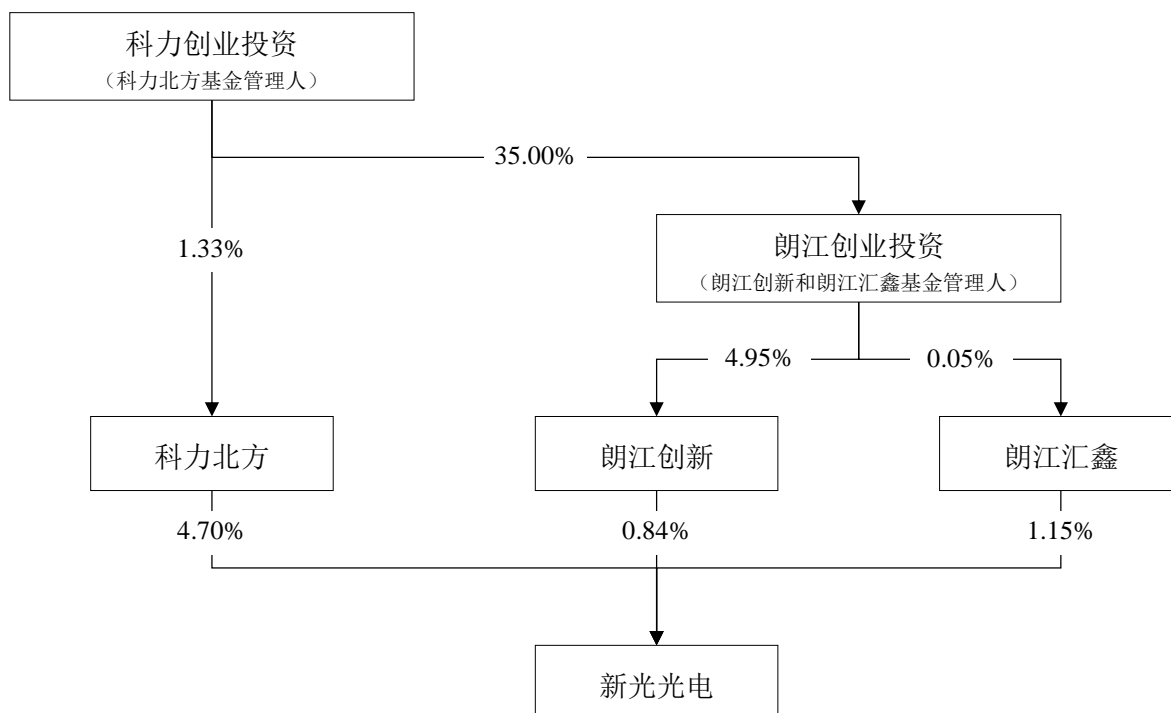 科力创业投资
（科力北方基金管理人）
35.00%
1.33%
朗江创业投资
（朗江创新和朗江汇鑫基金管理人）
4.95%
0.05%
科力北方
朗江创新
朗江汇鑫
4.70%
0.84%
1.15%
新光光电